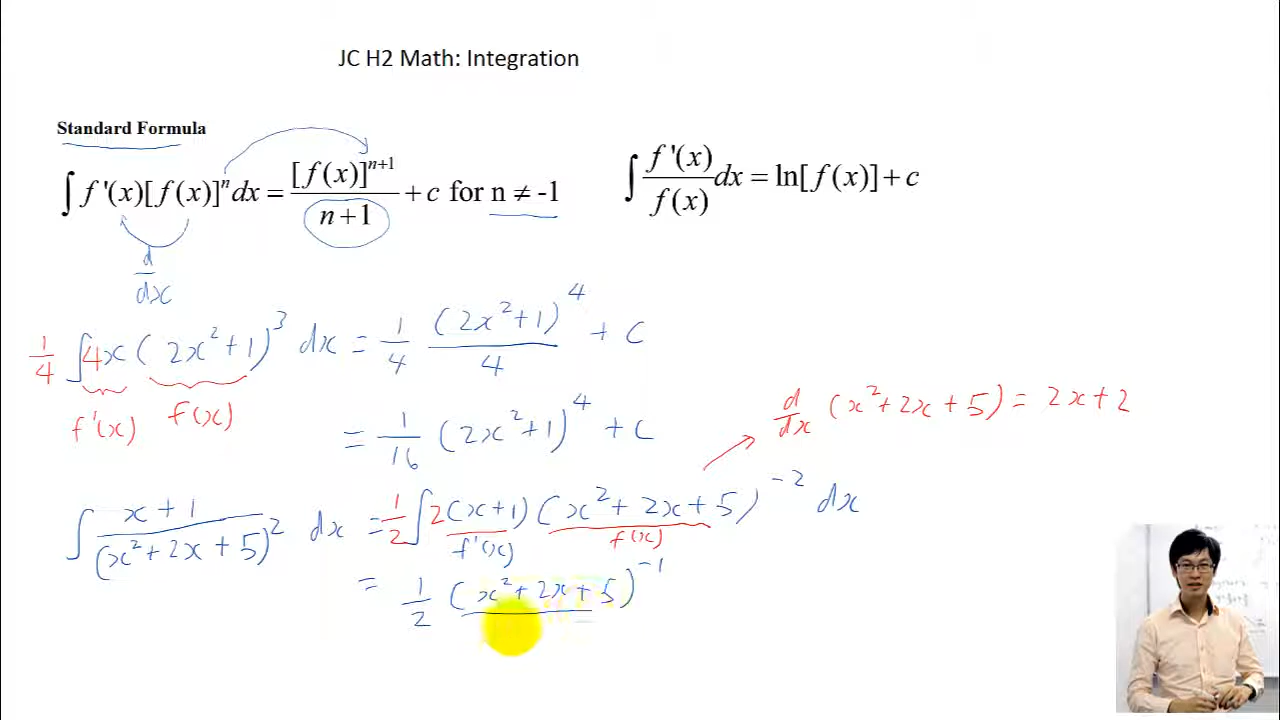 JC H2 Math: Integration
Standard Formula
∫ f'(x)[f(x)]ⁿ dx = [f(x)]ⁿ⁺¹ / (n+1) + c for n ≠ -1
∫ f'(x)/f(x) dx = ln[f(x)] + c
d/dx
1/4 ∫ 4x (2x²+1)³ dx = 1/4 (2x²+1)⁴/4 + c
f'(x) f(x)
= 1/16 (2x²+1)⁴ + c
d/dx (x²+2x+5) = 2x+2
∫ (x+1)/(x²+2x+5)² dx = 1/2 ∫ 2(x+1) (x²+2x+5)⁻² dx
f'(x) f(x)
= 1/2 (x²+2x+5)⁻¹